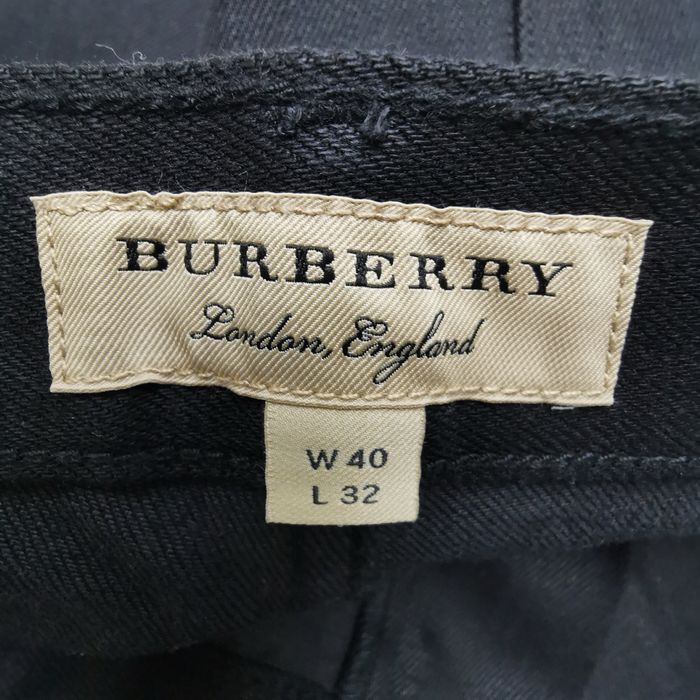 BURBERRY
London, England
W 40
L 32